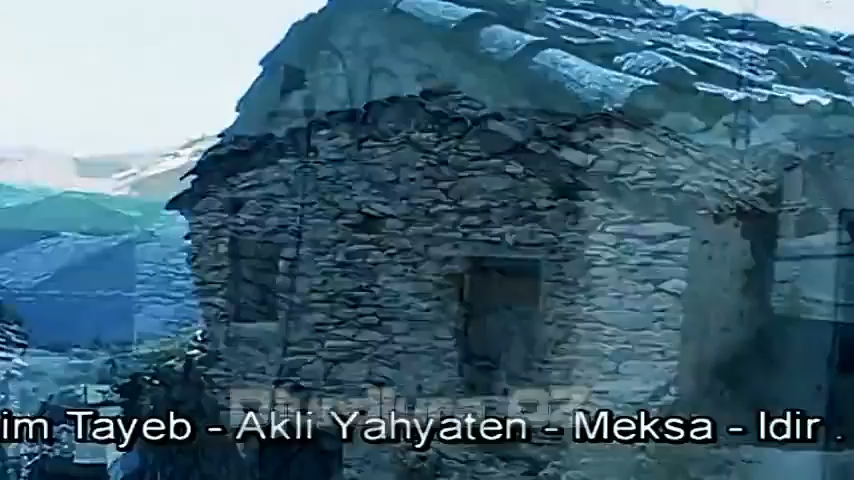 im Tayeb - Akli Yahyaten - Meksa - Idir .